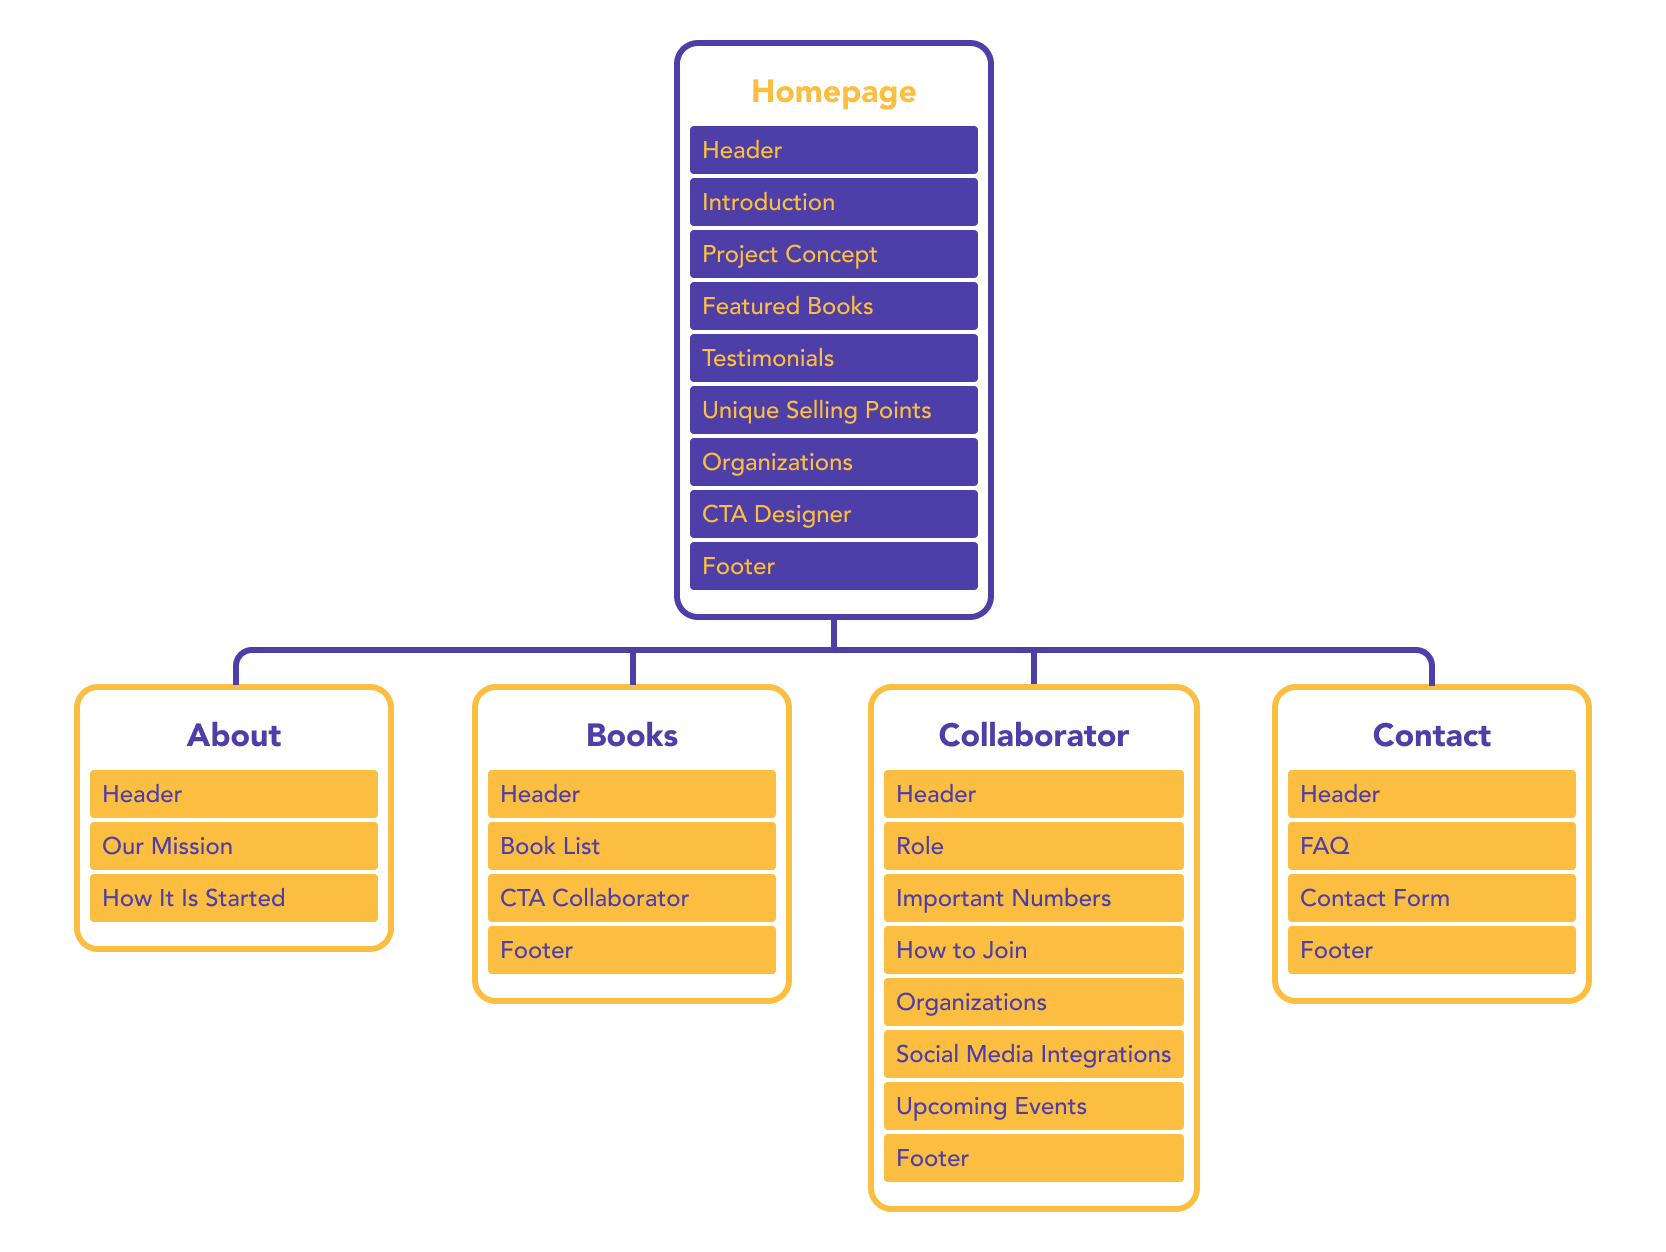 Homepage
Header
Introduction
Project Concept
Featured Books
Testimonials
Unique Selling Points
Organizations
CTA Designer
Footer
About
Header
Our Mission
How It Is Started
Books
Header
Book List
CTA Collaborator
Footer
Collaborator
Header
Role
Important Numbers
How to Join
Organizations
Social Media Integrations
Upcoming Events
Footer
Contact
Header
FAQ
Contact Form
Footer